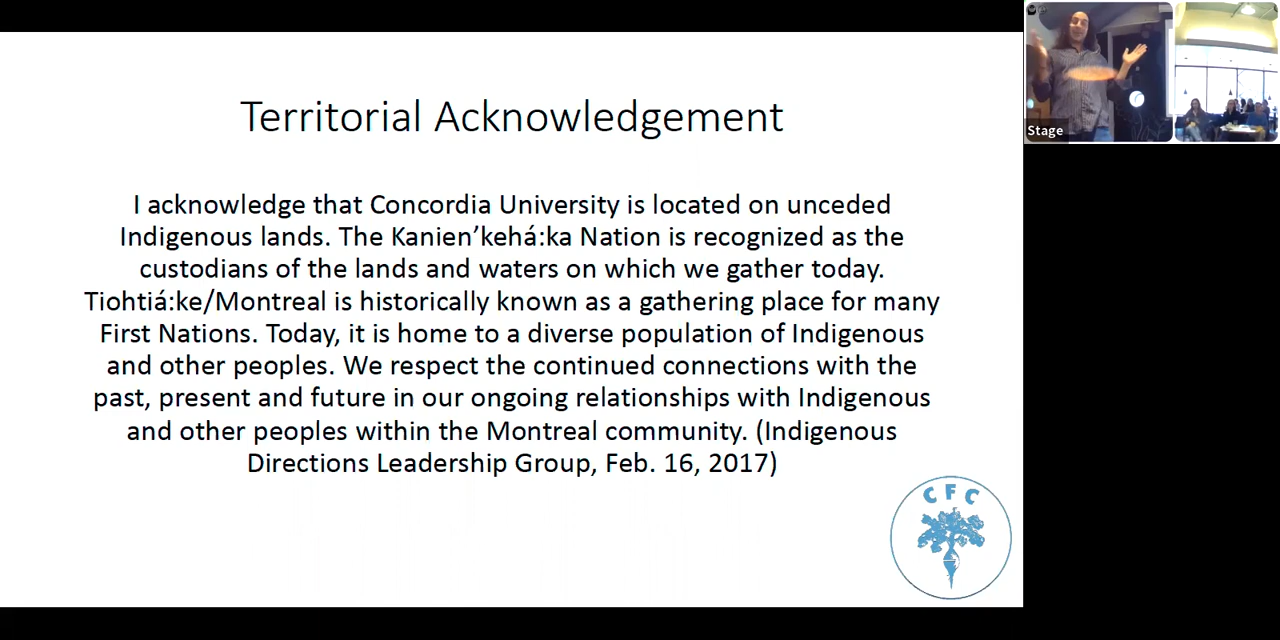 Territorial Acknowledgement
I acknowledge that Concordia University is located on unceded
Indigenous lands. The Kanien’kehá:ka Nation is recognized as the
custodians of the lands and waters on which we gather today.
Tiohtiá:ke/Montreal is historically known as a gathering place for many
First Nations. Today, it is home to a diverse population of Indigenous
and other peoples. We respect the continued connections with the
past, present and future in our ongoing relationships with Indigenous
and other peoples within the Montreal community. (Indigenous
Directions Leadership Group, Feb. 16, 2017)
CFC
Stage